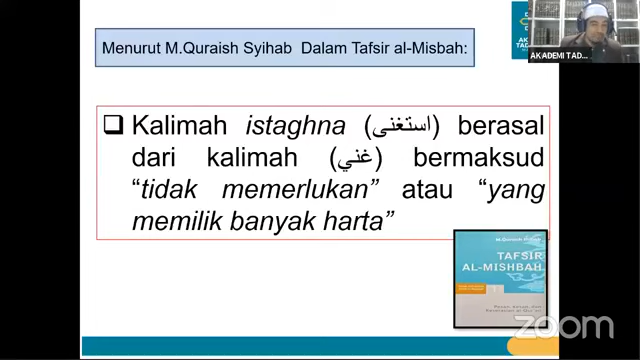 Menurut M.Quraish Syihab Dalam Tafsir al-Misbah:
AKADEMI TAD...
❑ Kalimah istaghna (استغنى) berasal
dari kalimah (غني) bermaksud
“tidak memerlukan” atau “yang
memilik banyak harta”
M.Quraish Shihab
TAFSIR
AL-MISHBAH
zoom